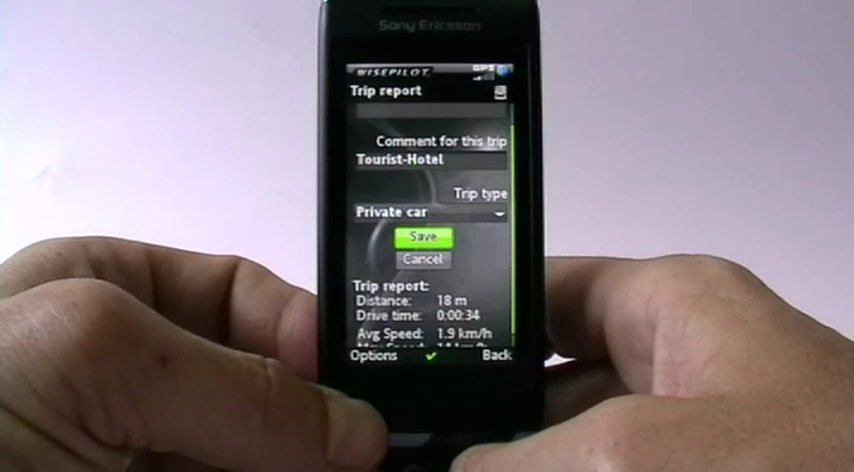 Sony Ericsson
WISEPILOT
GPS
Trip report
Comment for this trip
Tourist-Hotel
Trip type
Private car
Save
Cancel
Trip report:
Distance: 18 m
Drive time: 0:00:34
Avg Speed: 1.9 km/h
Options
Back